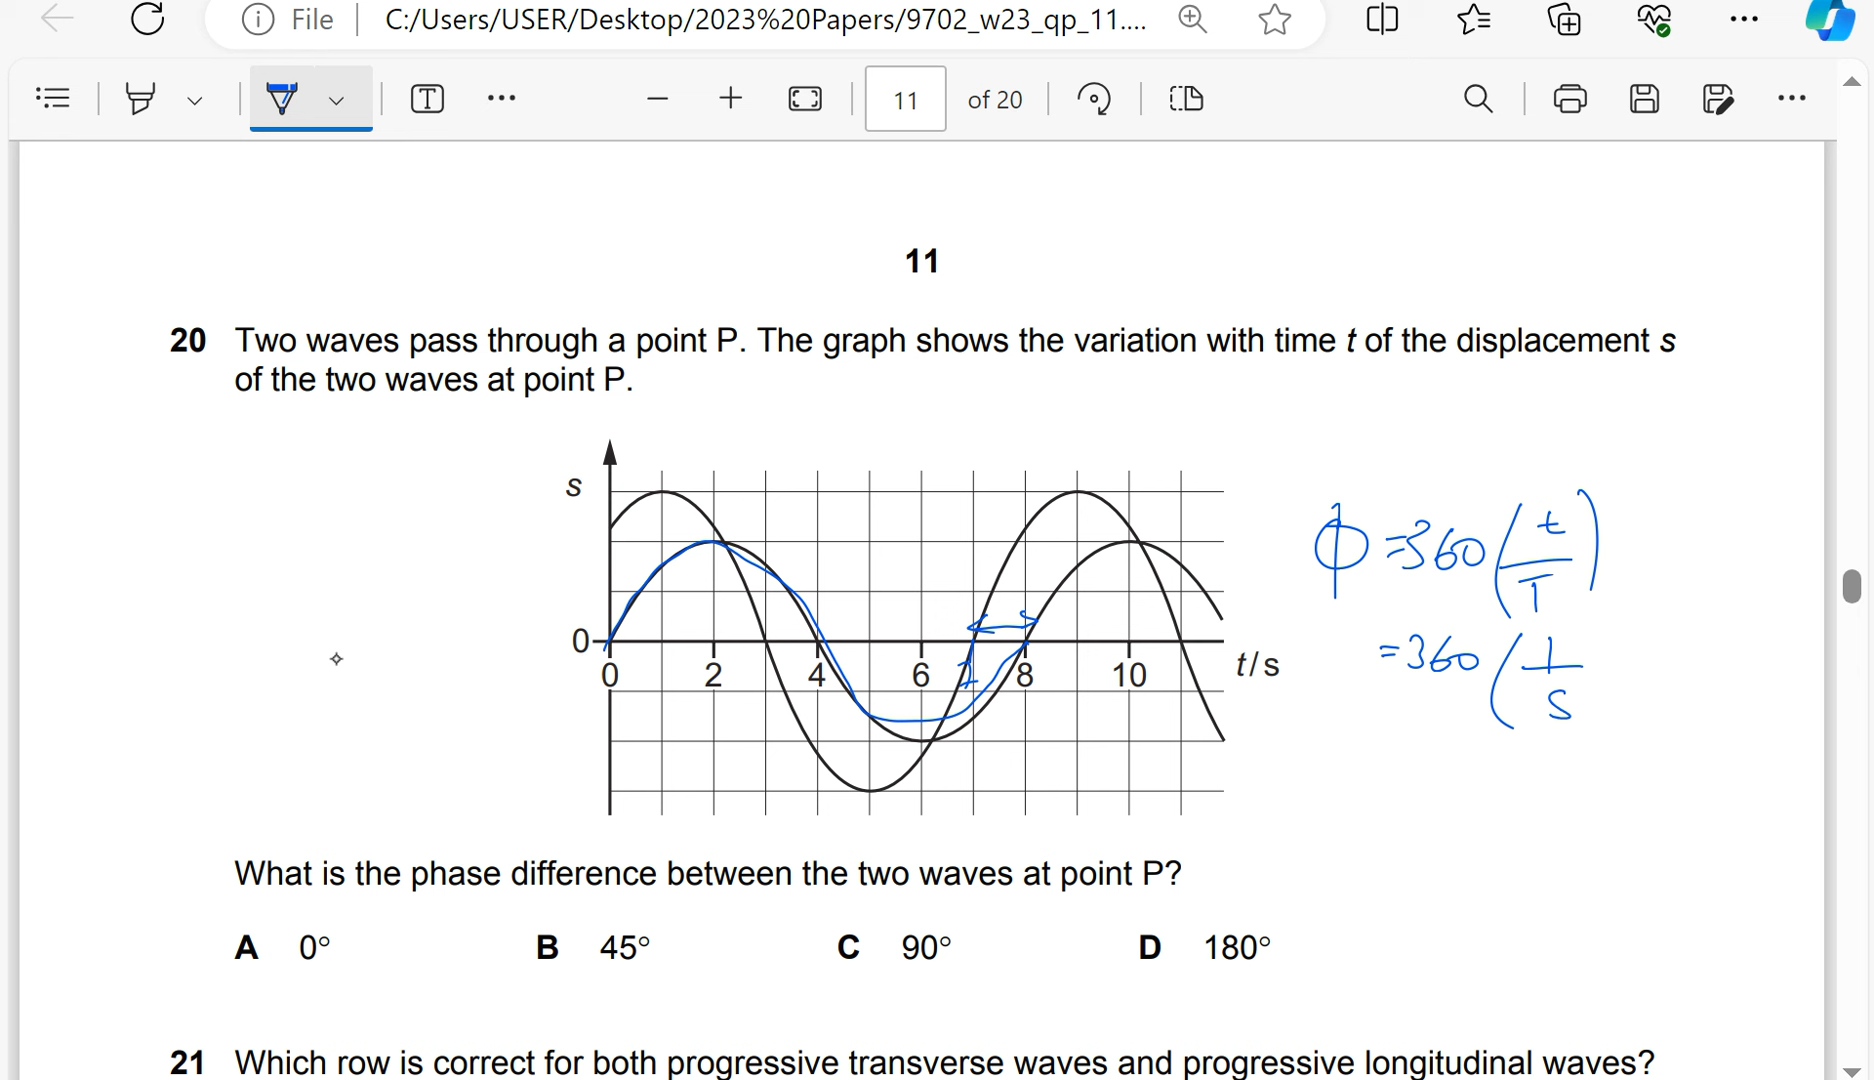 File C:/Users/USER/Desktop/2023%20Papers/9702_w23_qp_11....
11 of 20
11
20 Two waves pass through a point P. The graph shows the variation with time t of the displacement s
of the two waves at point P.
s
0
0 2 4 6 8 10 t/s
1
ϕ =360 (t/T)
=360 (1/s
What is the phase difference between the two waves at point P?
A 0° B 45° C 90° D 180°
21 Which row is correct for both progressive transverse waves and progressive longitudinal waves?